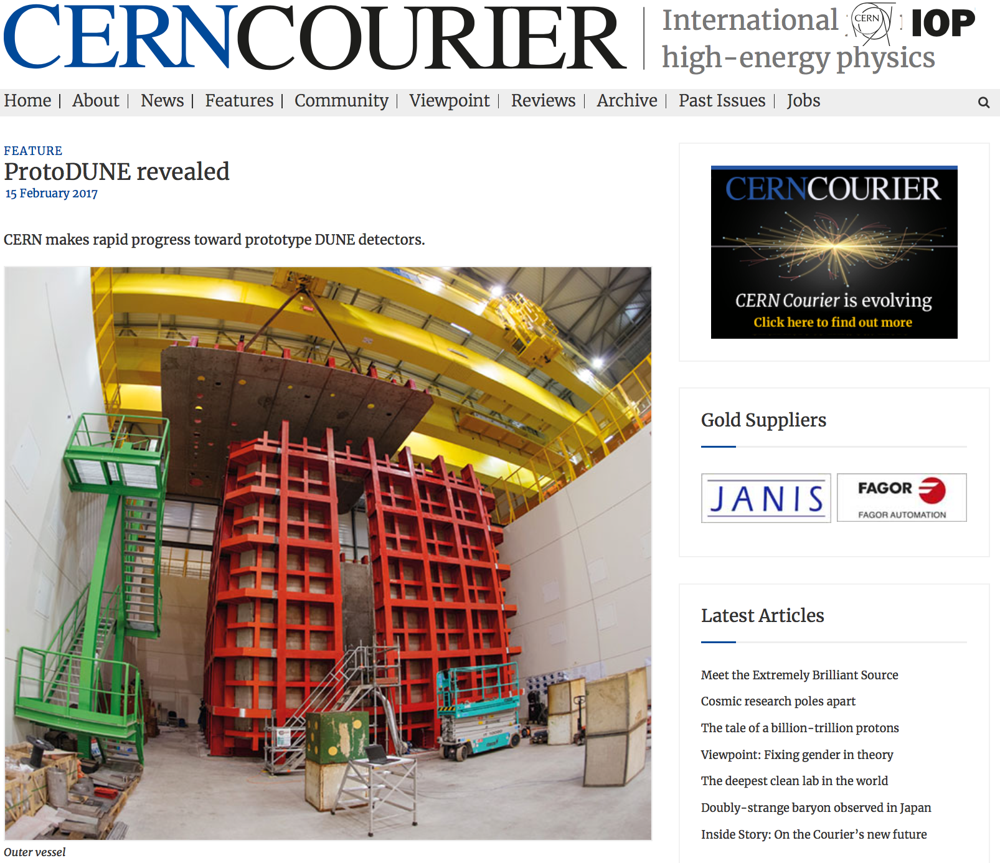 CERNCOURIER
International
high-energy physics
CERN
IOP
Home | About | News | Features | Community | Viewpoint | Reviews | Archive | Past Issues | Jobs
FEATURE
ProtoDUNE revealed
15 February 2017
CERN makes rapid progress toward prototype DUNE detectors.
Outer vessel
CERNCOURIER
CERN Courier is evolving
Click here to find out more
Gold Suppliers
JANIS
FAGOR
FAGOR AUTOMATION
Latest Articles
Meet the Extremely Brilliant Source
Cosmic research poles apart
The tale of a billion-trillion protons
Viewpoint: Fixing gender in theory
The deepest clean lab in the world
Doubly-strange baryon observed in Japan
Inside Story: On the Courier’s new future